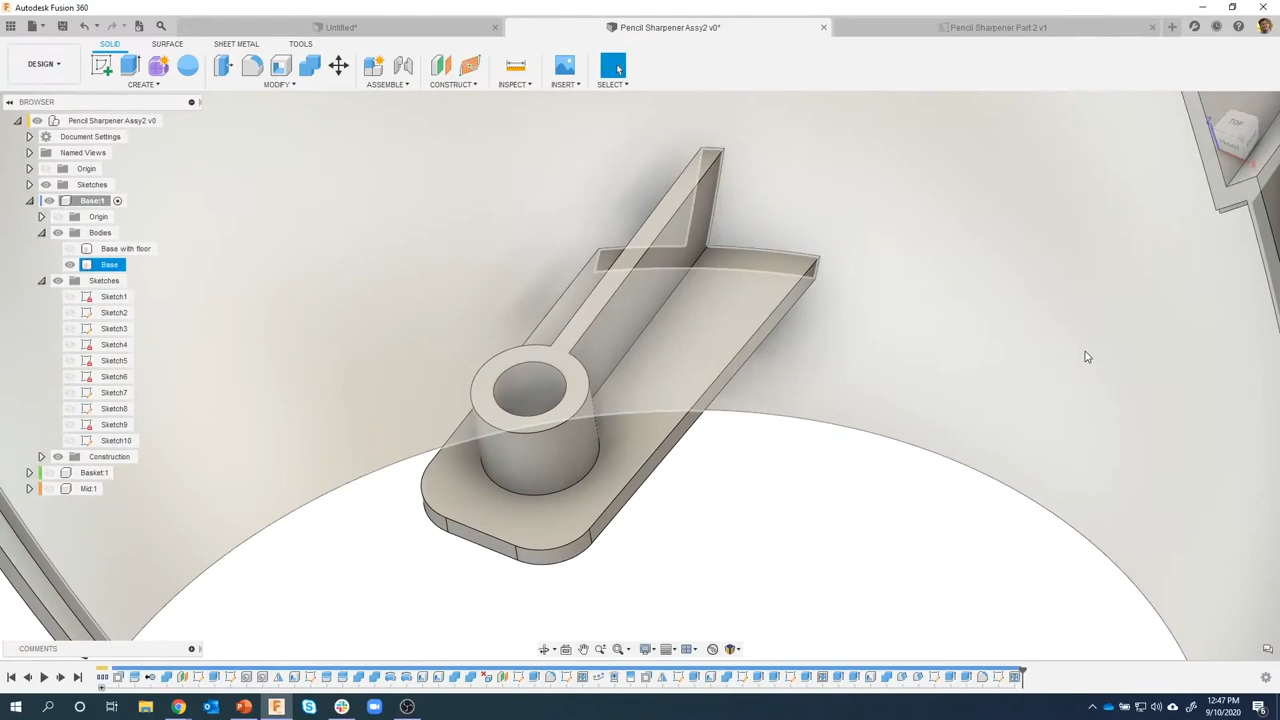 Autodesk Fusion 360
Untitled*
Pencil Sharpener Assy2 v0*
Pencil Sharpener Part 2 v1
SOLID
SURFACE
SHEET METAL
TOOLS
DESIGN
CREATE
MODIFY
ASSEMBLE
CONSTRUCT
INSPECT
INSERT
SELECT
BROWSER
Pencil Sharpener Assy2 v0
Document Settings
Named Views
Origin
Sketches
Base:1
Origin
Bodies
Base with floor
Base
Sketches
Sketch1
Sketch2
Sketch3
Sketch4
Sketch5
Sketch6
Sketch7
Sketch8
Sketch9
Sketch10
Construction
Basket:1
Mid:1
TOP
Z
X
COMMENTS
12:47 PM
9/10/2020
6